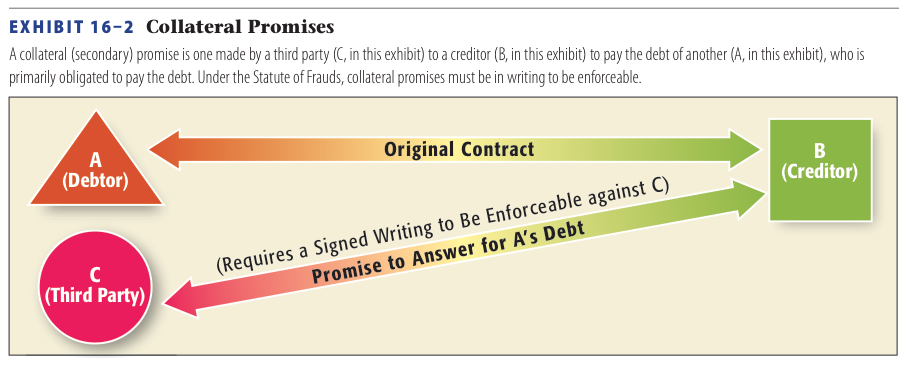 EXHIBIT 16–2 Collateral Promises
A collateral (secondary) promise is one made by a third party (C, in this exhibit) to a creditor (B, in this exhibit) to pay the debt of another (A, in this exhibit), who is
primarily obligated to pay the debt. Under the Statute of Frauds, collateral promises must be in writing to be enforceable.
A
(Debtor)
Original Contract
B
(Creditor)
(Requires a Signed Writing to Be Enforceable against C)
Promise to Answer for A's Debt
C
(Third Party)